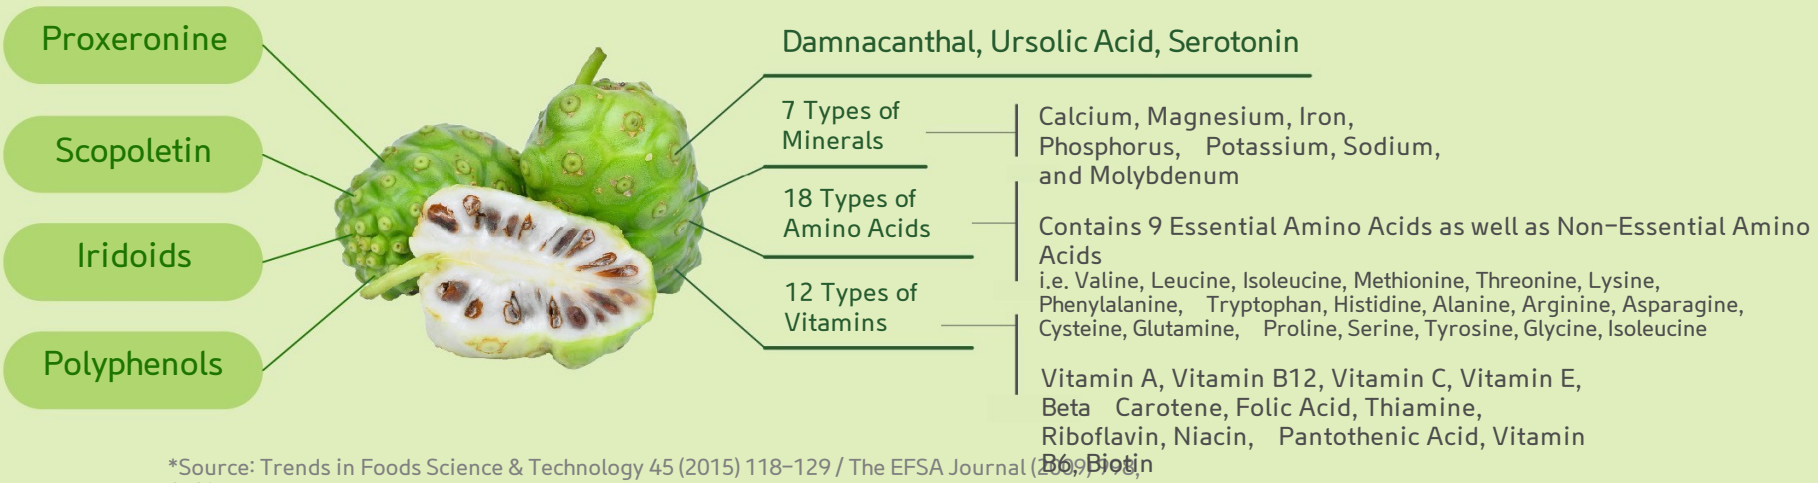 Proxeronine
Scopoletin
Iridoids
Polyphenols
Damnacanthal, Ursolic Acid, Serotonin
7 Types of
Minerals
Calcium, Magnesium, Iron,
Phosphorus, Potassium, Sodium,
and Molybdenum
18 Types of
Amino Acids
Contains 9 Essential Amino Acids as well as Non-Essential Amino
Acids
i.e. Valine, Leucine, Isoleucine, Methionine, Threonine, Lysine,
Phenylalanine, Tryptophan, Histidine, Alanine, Arginine, Asparagine,
Cysteine, Glutamine, Proline, Serine, Tyrosine, Glycine, Isoleucine
12 Types of
Vitamins
Vitamin A, Vitamin B12, Vitamin C, Vitamin E,
Beta Carotene, Folic Acid, Thiamine,
Riboflavin, Niacin, Pantothenic Acid, Vitamin
B6, Biotin
*Source: Trends in Foods Science & Technology 45 (2015) 118-129 / The EFSA Journal (2009) 998,